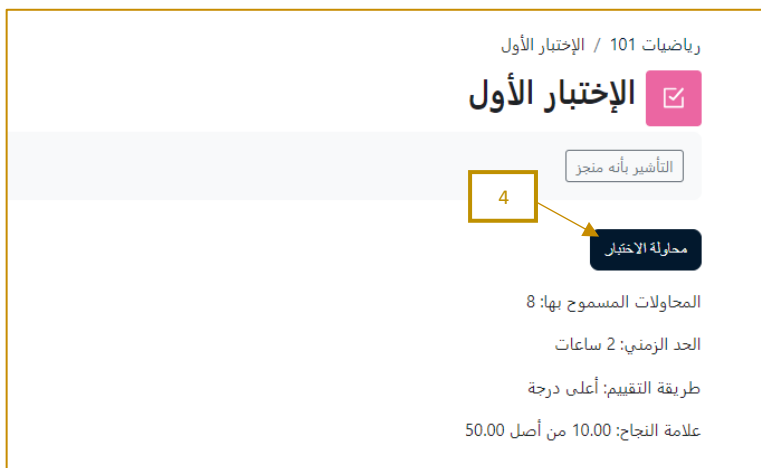 رياضيات 101 / الإختبار الأول
الإختبار الأول
التأشير بأنه منجز
4
محاولة الاختبار
المحاولات المسموح بها: 8
الحد الزمني: 2 ساعات
طريقة التقييم: أعلى درجة
علامة النجاح: 10.00 من أصل 50.00